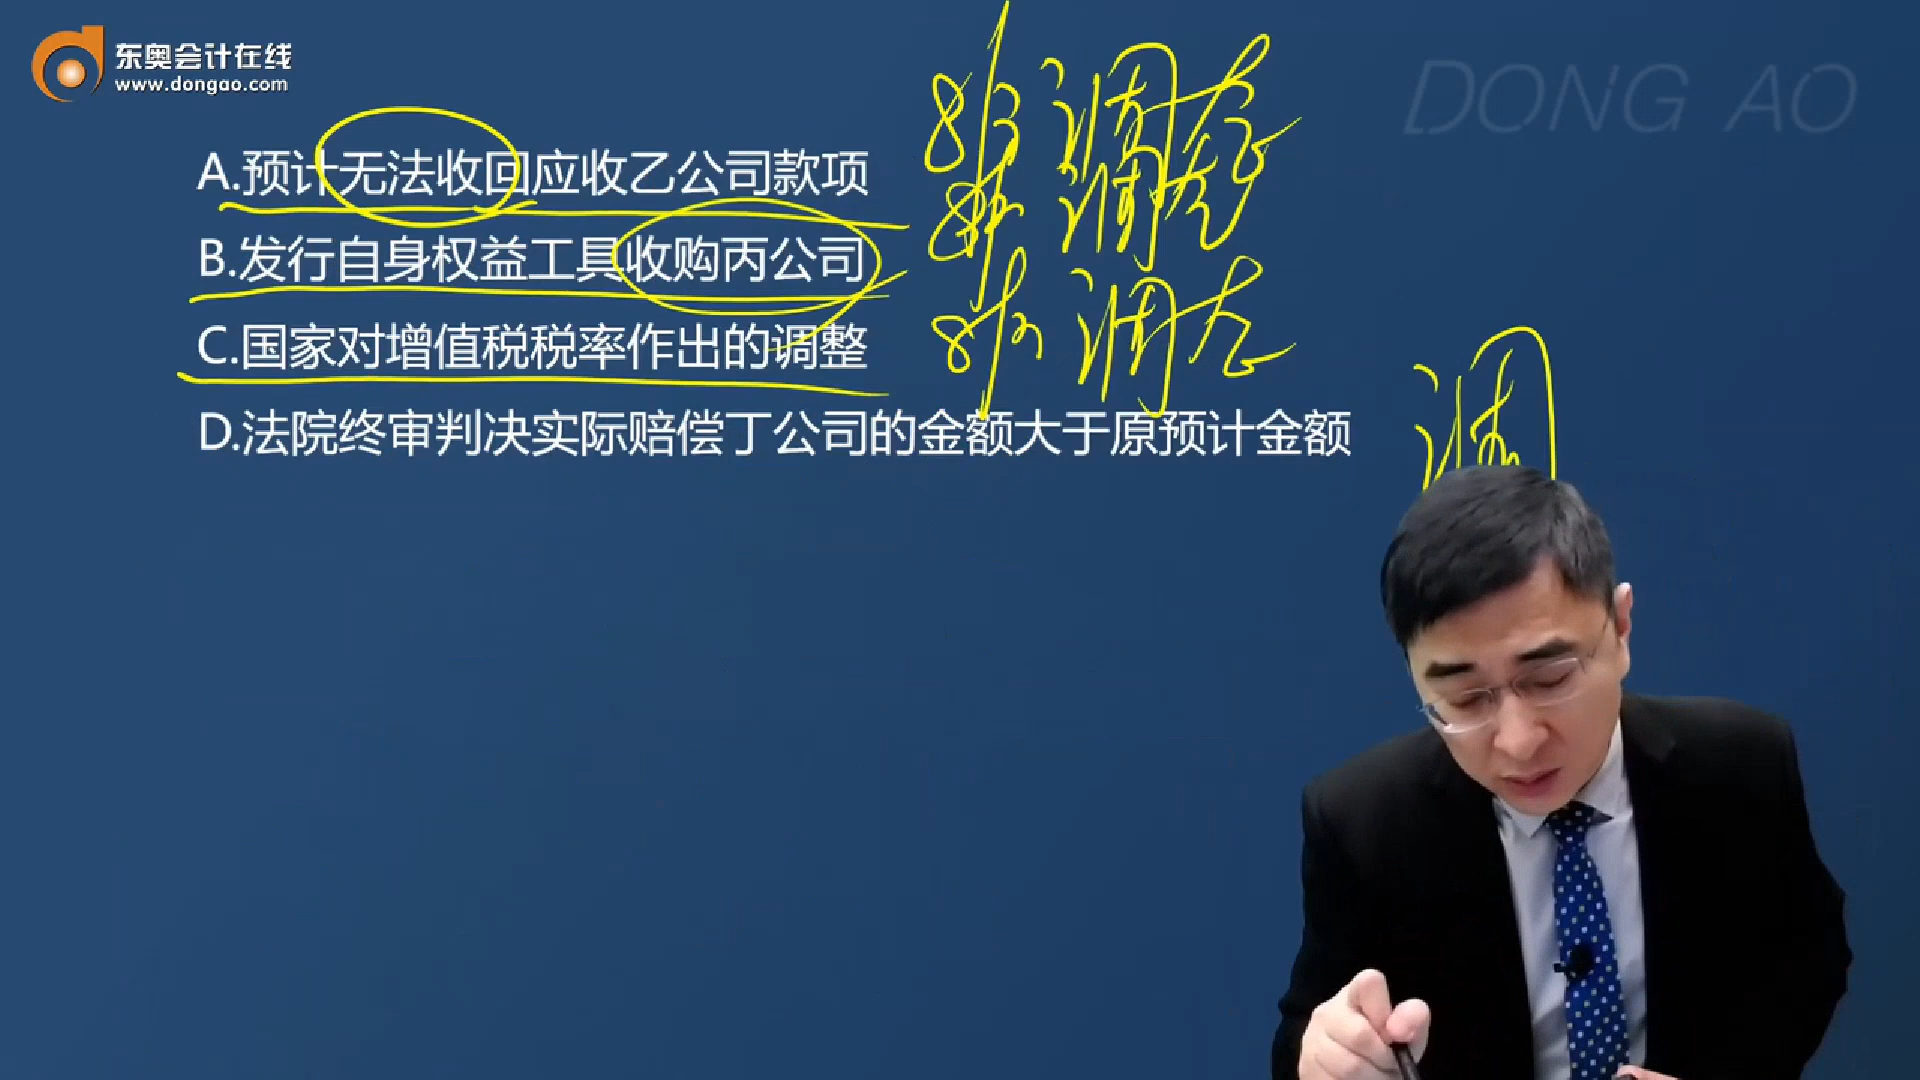 东奥会计在线
www.dongao.com
DONG AO
A.预计无法收回应收乙公司款项
B.发行自身权益工具收购丙公司
C.国家对增值税税率作出的调整
D.法院终审判决实际赔偿丁公司的金额大于原预计金额
调